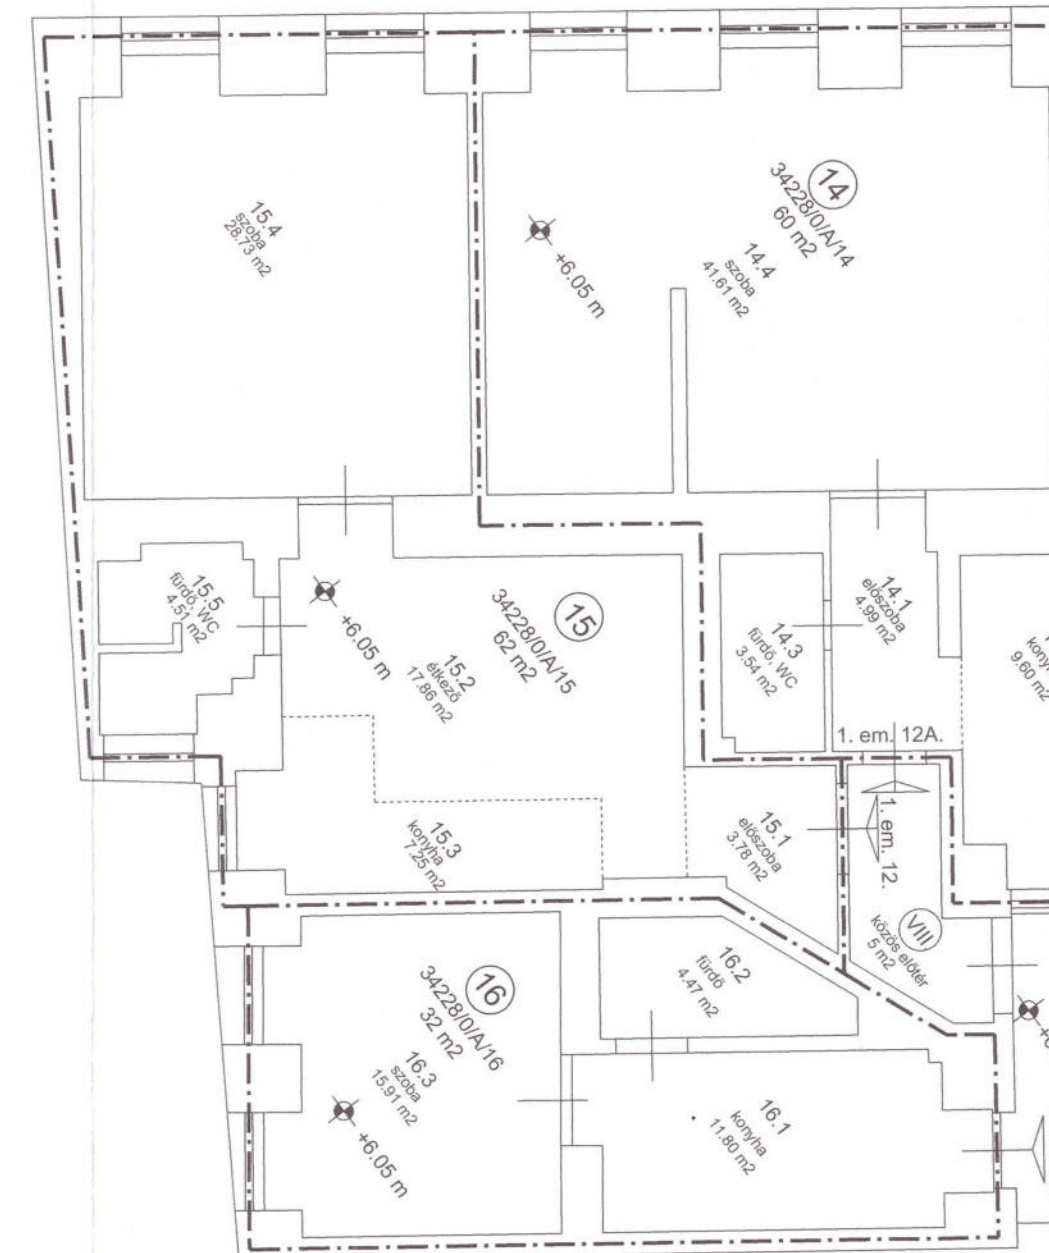 14
34228/0/A/14
60 m2
14.4
szoba
41.61 m2
+6.05 m
15.4
szoba
28.73 m2
15.5
fürdő, WC
4.51 m2
+6.05 m
15.2
étkező
17.86 m2
15
34228/0/A/15
62 m2
14.3
fürdő, WC
3.54 m2
14.1
előszoba
4.99 m2
9.60 m2
1. em. 12A.
1. em. 12.
15.3
konyha
7.25 m2
15.1
előszoba
3.78 m2
VIII
közös előtér
5 m2
16
34228/0/A/16
32 m2
16.3
szoba
15.91 m2
+6.05 m
16.2
fürdő
4.47 m2
16.1
konyha
11.80 m2